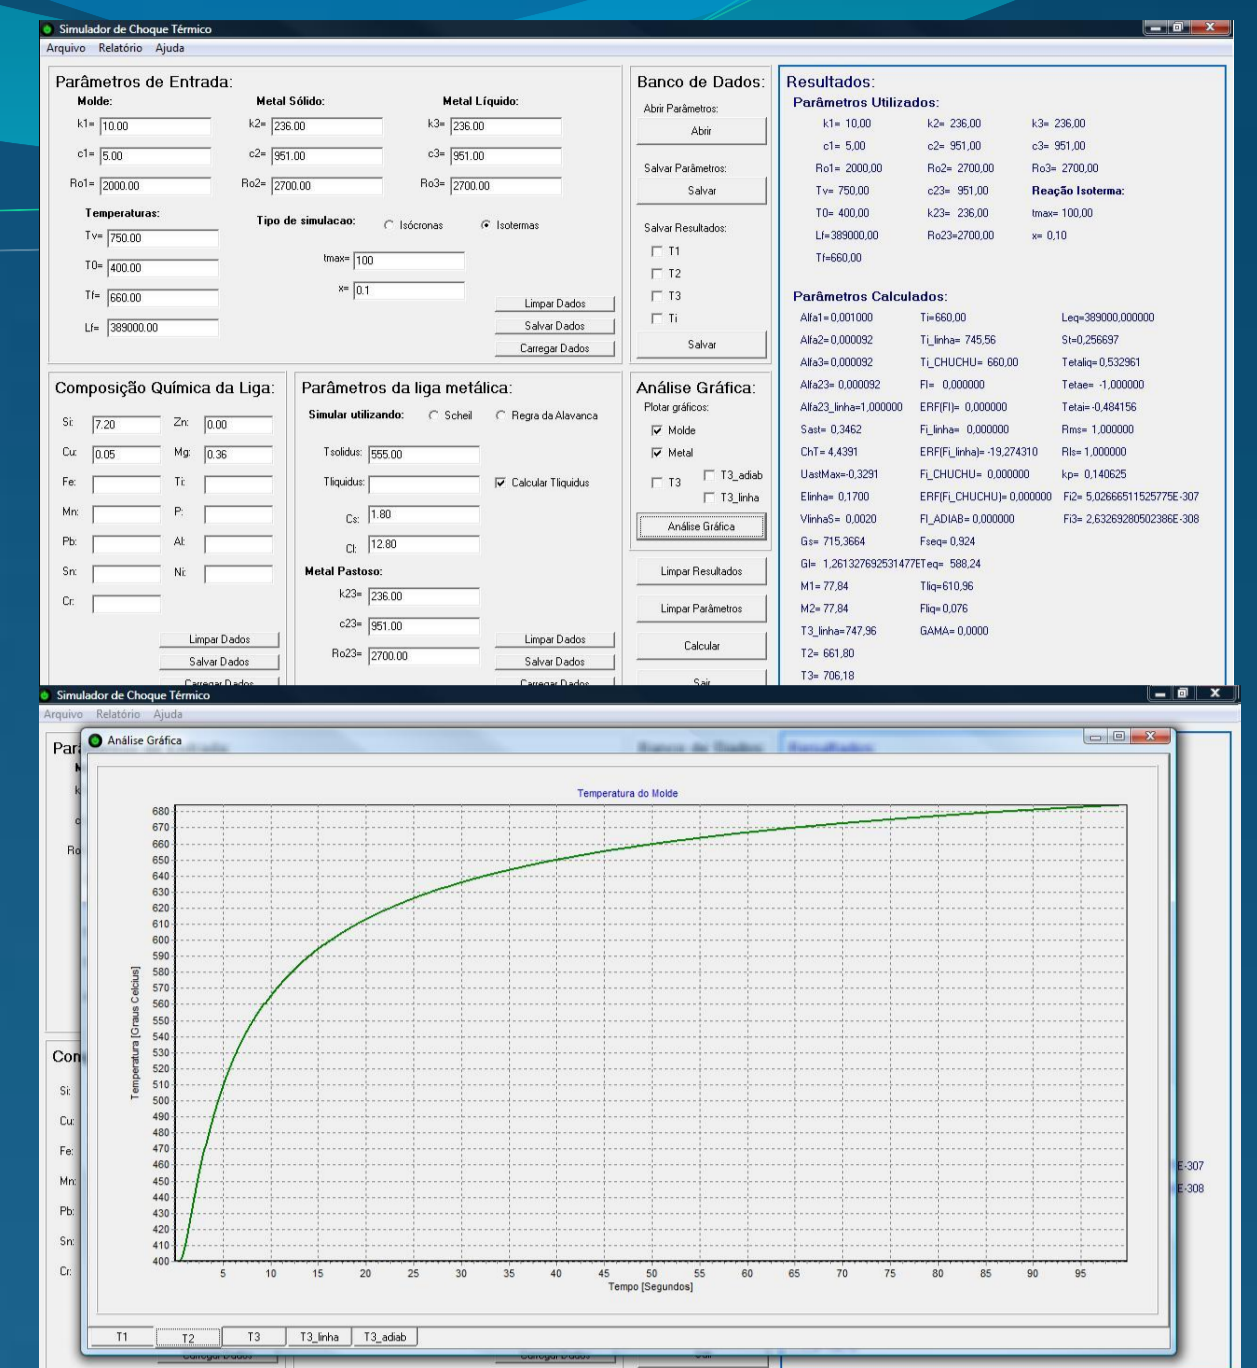 Simulador de Choque Térmico
Arquivo Relatório Ajuda
Parâmetros de Entrada:
Molde: Metal Sólido: Metal Líquido:
k1= 10.00 k2= 236.00 k3= 236.00
c1= 5.00 c2= 951.00 c3= 951.00
Ro1= 2000.00 Ro2= 2700.00 Ro3= 2700.00
Temperaturas: Tipo de simulacao: Isócronas Isotermas
Tv= 750.00
T0= 400.00
Tf= 660.00
Lf= 389000.00
tmax= 100
x= 0.1
Limpar Dados
Salvar Dados
Carregar Dados
Banco de Dados:
Abrir Parâmetros:
Abrir
Salvar Parâmetros:
Salvar
Salvar Resultados:
T1
T2
T3
Ti
Salvar
Resultados:
Parâmetros Utilizados:
k1= 10,00 k2= 236,00 k3= 236,00
c1= 5,00 c2= 951,00 c3= 951,00
Ro1= 2000,00 Ro2= 2700,00 Ro3= 2700,00
Tv= 750,00 c23= 951,00 Reação Isoterma:
T0= 400,00 k23= 236,00 tmax= 100,00
Lf=389000,00 Ro23=2700,00 x= 0,10
Tf=660,00
Parâmetros Calculados:
Alfa1= 0,001000 Ti=660,00 Leq=389000,000000
Alfa2= 0,000092 Ti_linha= 745,56 St=0,256697
Alfa3= 0,000092 Ti_CHUCHU= 660,00 Tetaliq=0,532961
Alfa23= 0,000092 FI= 0,000000 Tetae= -1,000000
Alfa23_linha=1,000000 ERF(FI)= 0,000000 Tetai=-0,484156
Sast= 0,3462 Fi_linha= 0,000000 Rms= 1,000000
ChT= 4,4391 ERF(Fi_linha)= -19,274310 Rls= 1,000000
UastMax=-0,3291 Fi_CHUCHU= 0,000000 kp= 0,140625
Elinha= 0,1700 ERF(Fi_CHUCHU)= 0,000000 Fi2= 5,02666511525775E-307
VlinhaS= 0,0020 FI_ADIAB= 0,000000 Fi3= 2,63269280502386E-308
Gs= 715,3664 Fseq= 0,924
Gl= 1,261327692531477E Teq= 588,24
M1= 77,84 Tliq=610,96
M2= 77,84 Fliq= 0,076
T3_linha=747,96 GAMA= 0,0000
T2= 661,80
T3= 706,18
Composição Química da Liga:
Si: 7.20 Zn: 0.00
Cu: 0.05 Mg: 0.36
Fe: Ti:
Mn: P:
Pb: Al:
Sn: Ni:
Cr:
Limpar Dados
Salvar Dados
Carregar Dados
Parâmetros da liga metálica:
Simular utilizando: Scheil Regra da Alavanca
Tsolidus: 555.00
Tliquidus: Calcular Tliquidus
Cs: 1.80
Cl: 12.80
Metal Pastoso:
k23= 236.00
c23= 951.00
Ro23= 2700.00
Limpar Dados
Salvar Dados
Carregar Dados
Análise Gráfica:
Plotar gráficos:
Molde
Metal
T3 T3_adiab
T3_linha
Análise Gráfica
Limpar Resultados
Limpar Parâmetros
Calcular
Sair
Simulador de Choque Térmico
Arquivo Relatório Ajuda
Análise Gráfica
Temperatura do Molde
680
670
660
650
640
630
620
610
600
590
580
570
560
550
540
530
520
510
500
490
480
470
460
450
440
430
420
410
400
Temperatura [Graus Celcius]
5 10 15 20 25 30 35 40 45 50 55 60 65 70 75 80 85 90 95
Tempo [Segundos]
T1 T2 T3 T3_linha T3_adiab
Si:
Cu:
Fe:
Mn:
Pb:
Sn:
Cr:
E-307
E-308